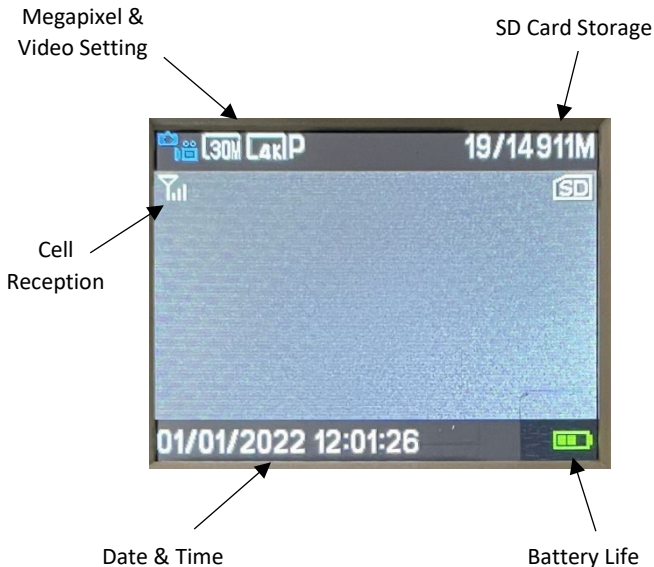 Megapixel &
Video Setting
SD Card Storage
30M 4K P 19/14911M
SD
Cell
Reception
01/01/2022 12:01:26
Date & Time
Battery Life